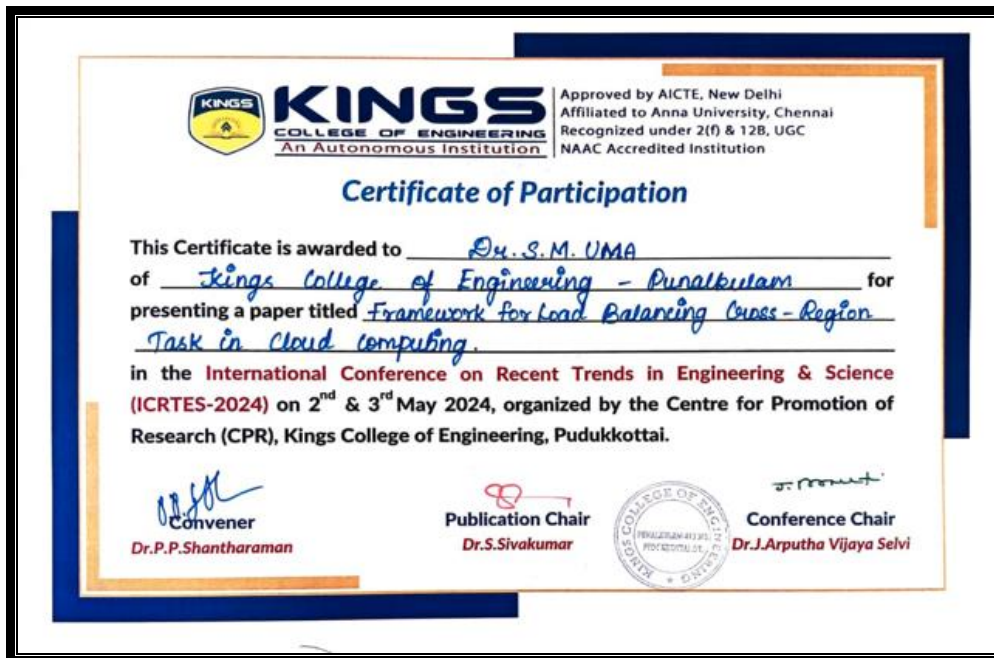 KINGS
KINGS
COLLEGE OF ENGINEERING
An Autonomous Institution
Approved by AICTE, New Delhi
Affiliated to Anna University, Chennai
Recognized under 2(f) & 12B, UGC
NAAC Accredited Institution
Certificate of Participation
This Certificate is awarded to Dr. S. M. UMA
of Kings College of Engineering - Punalkulam for
presenting a paper titled Framework for Load Balancing Cross-Region
Task in Cloud Computing.
in the International Conference on Recent Trends in Engineering & Science
(ICRTES-2024) on 2nd & 3rd May 2024, organized by the Centre for Promotion of
Research (CPR), Kings College of Engineering, Pudukkottai.
Convener
Dr.P.P.Shantharaman
Publication Chair
Dr.S.Sivakumar
KINGS COLLEGE OF ENGINEERING
Conference Chair
Dr.J.Arputha Vijaya Selvi